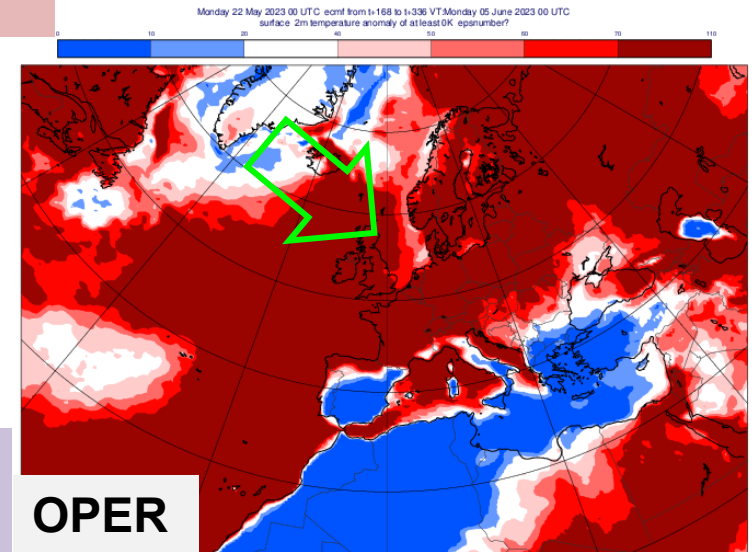 Monday 22 May 2023 00 UTC ecmf from t+168 to t+336 VT:Monday 05 June 2023 00 UTC
surface 2m temperature anomaly of at least 0K epsnumber?
0 10 20 40 50 60 70 110
OPER